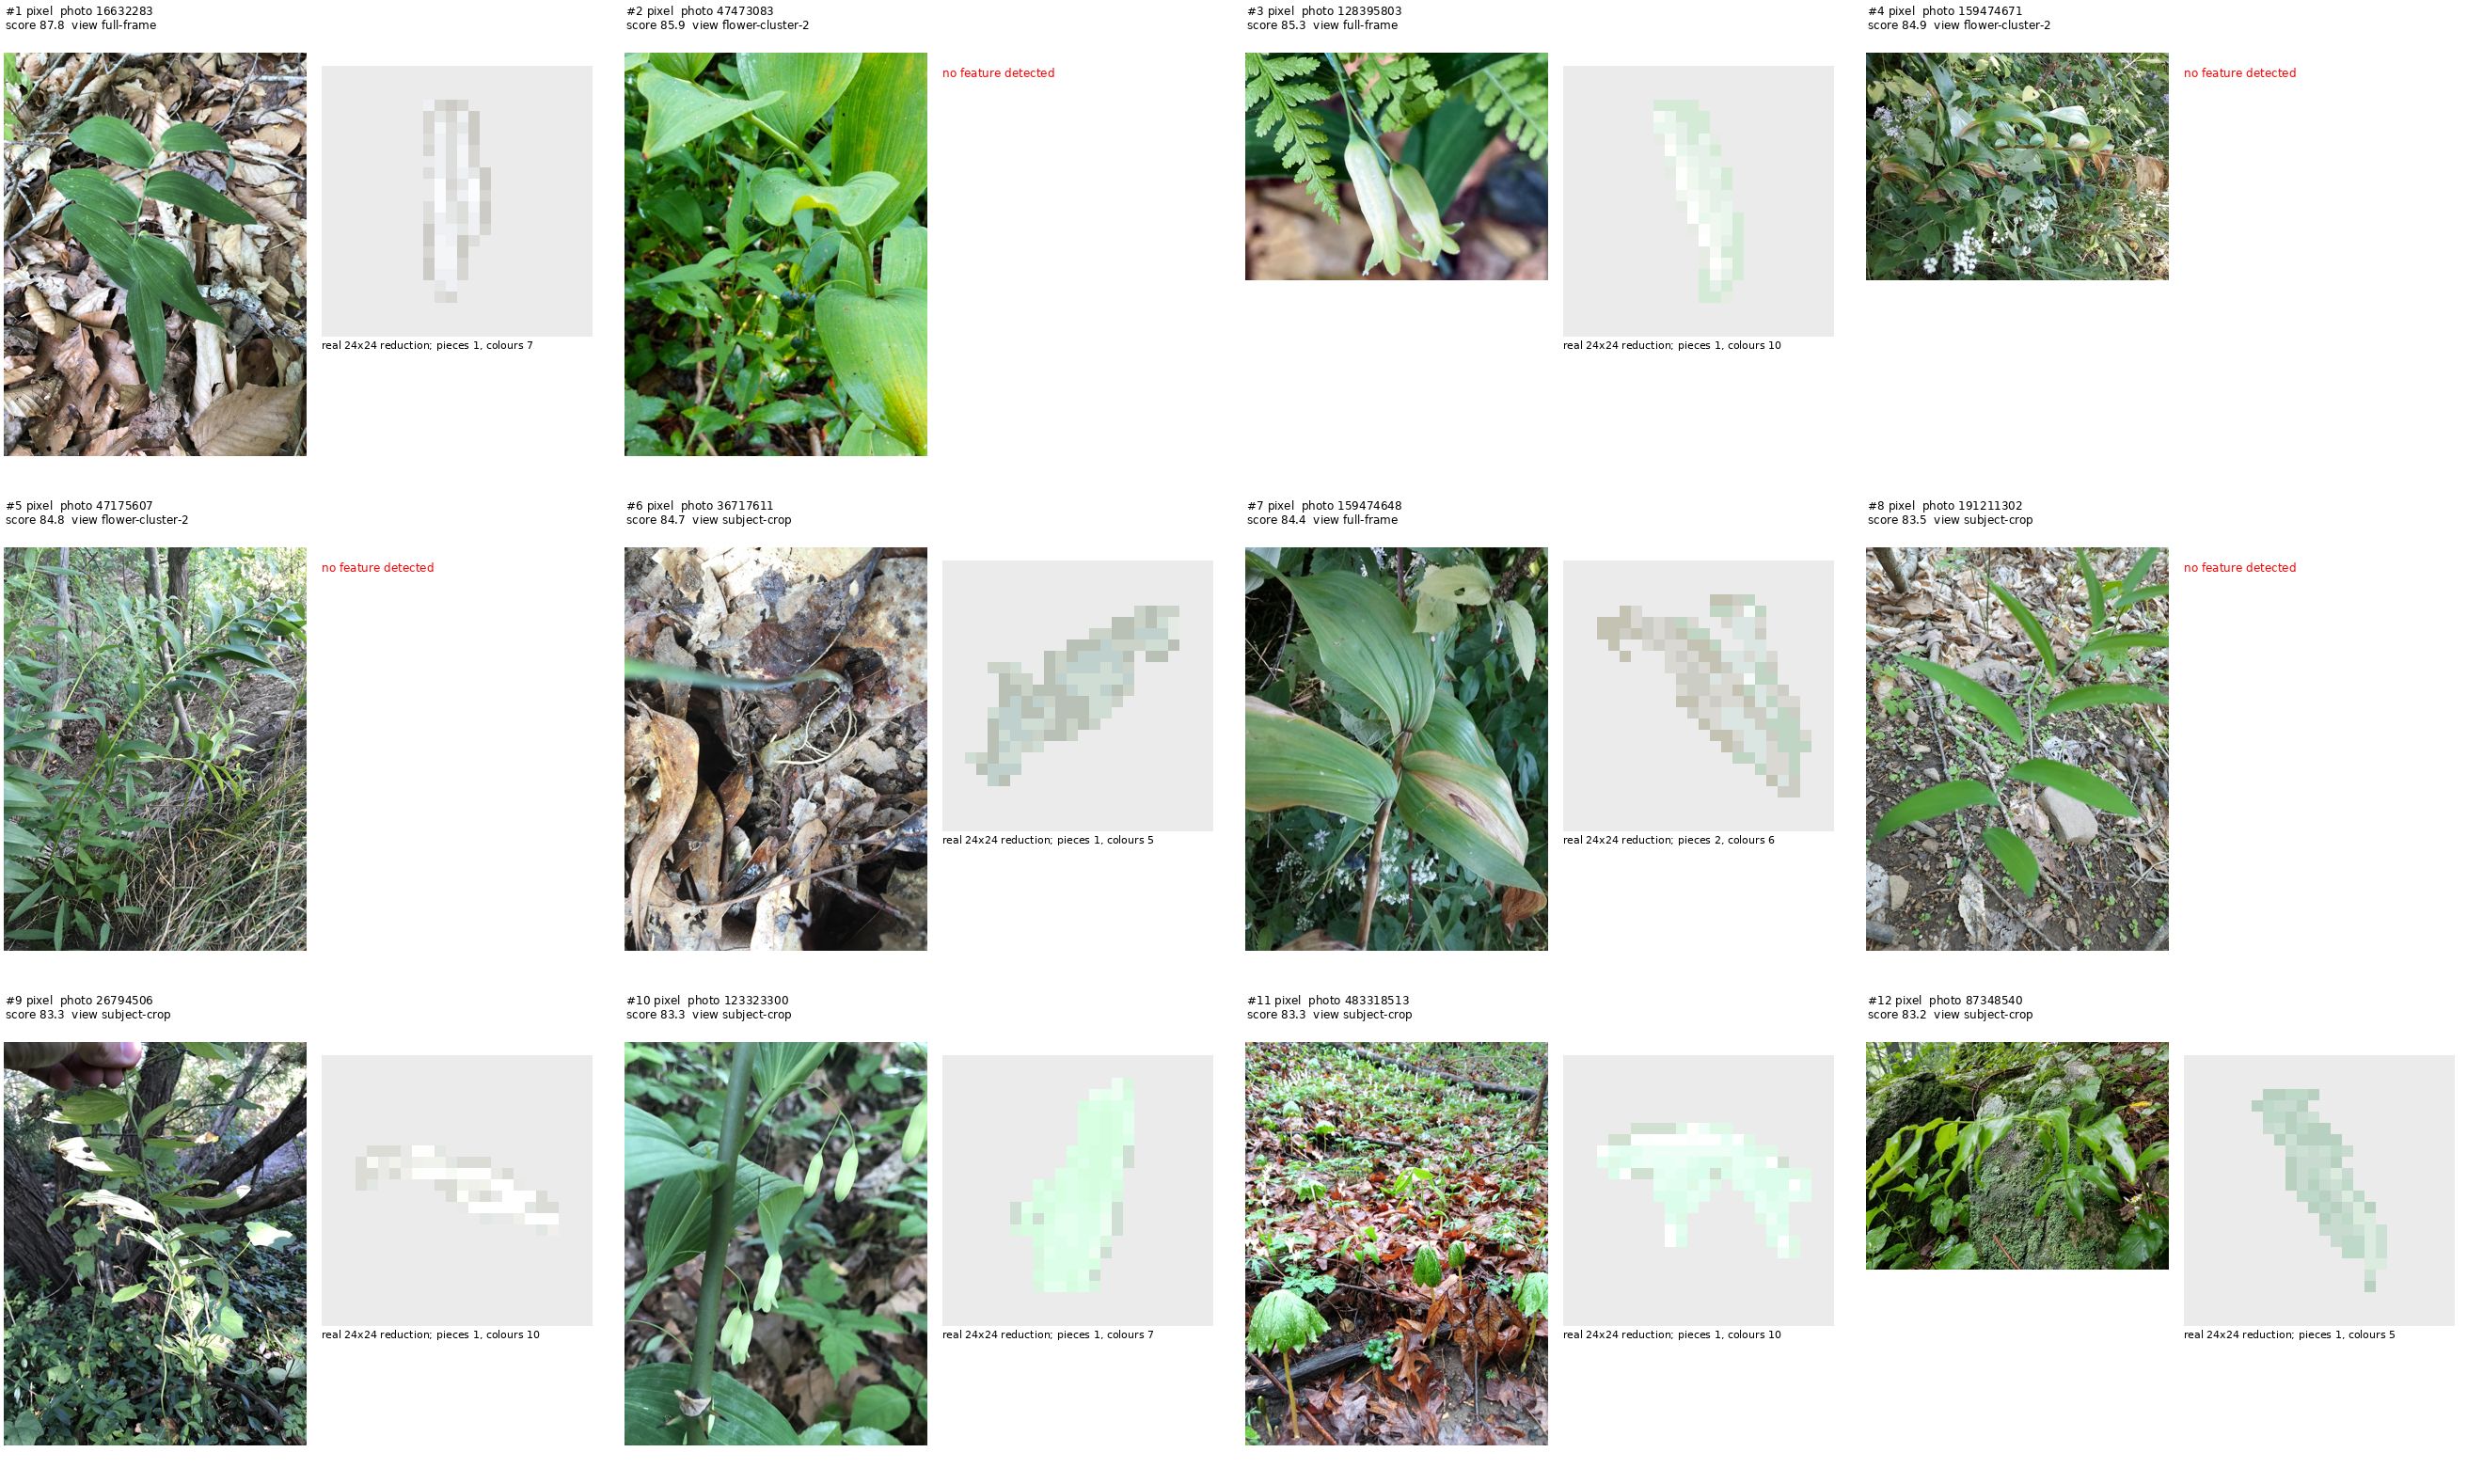 #1 pixel  photo 16632283
score 87.8  view full-frame
real 24x24 reduction; pieces 1, colours 7
#2 pixel  photo 47473083
score 85.9  view flower-cluster-2
no feature detected
#3 pixel  photo 128395803
score 85.3  view full-frame
real 24x24 reduction; pieces 1, colours 10
#4 pixel  photo 159474671
score 84.9  view flower-cluster-2
no feature detected
#5 pixel  photo 47175607
score 84.8  view flower-cluster-2
no feature detected
#6 pixel  photo 36717611
score 84.7  view subject-crop
real 24x24 reduction; pieces 1, colours 5
#7 pixel  photo 159474648
score 84.4  view full-frame
real 24x24 reduction; pieces 2, colours 6
#8 pixel  photo 191211302
score 83.5  view subject-crop
no feature detected
#9 pixel  photo 26794506
score 83.3  view subject-crop
real 24x24 reduction; pieces 1, colours 10
#10 pixel  photo 123323300
score 83.3  view subject-crop
real 24x24 reduction; pieces 1, colours 7
#11 pixel  photo 483318513
score 83.3  view subject-crop
real 24x24 reduction; pieces 1, colours 10
#12 pixel  photo 87348540
score 83.2  view subject-crop
real 24x24 reduction; pieces 1, colours 5